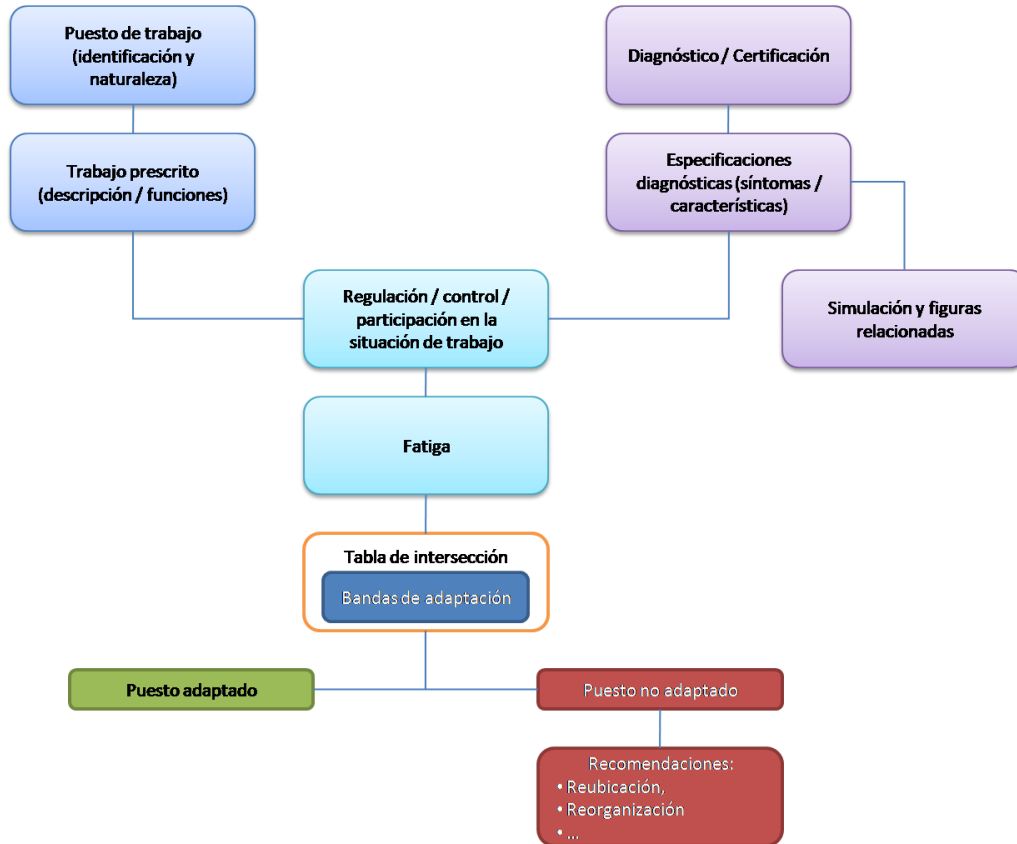 Puesto de trabajo
(identificación y
naturaleza)
Diagnóstico / Certificación
Trabajo prescrito
(descripción / funciones)
Especificaciones
diagnósticas (síntomas /
características)
Regulación / control /
participación en la
situación de trabajo
Simulación y figuras
relacionadas
Fatiga
Tabla de intersección
Bandas de adaptación
Puesto adaptado
Puesto no adaptado
Recomendaciones:
• Reubicación,
• Reorganización
• ...